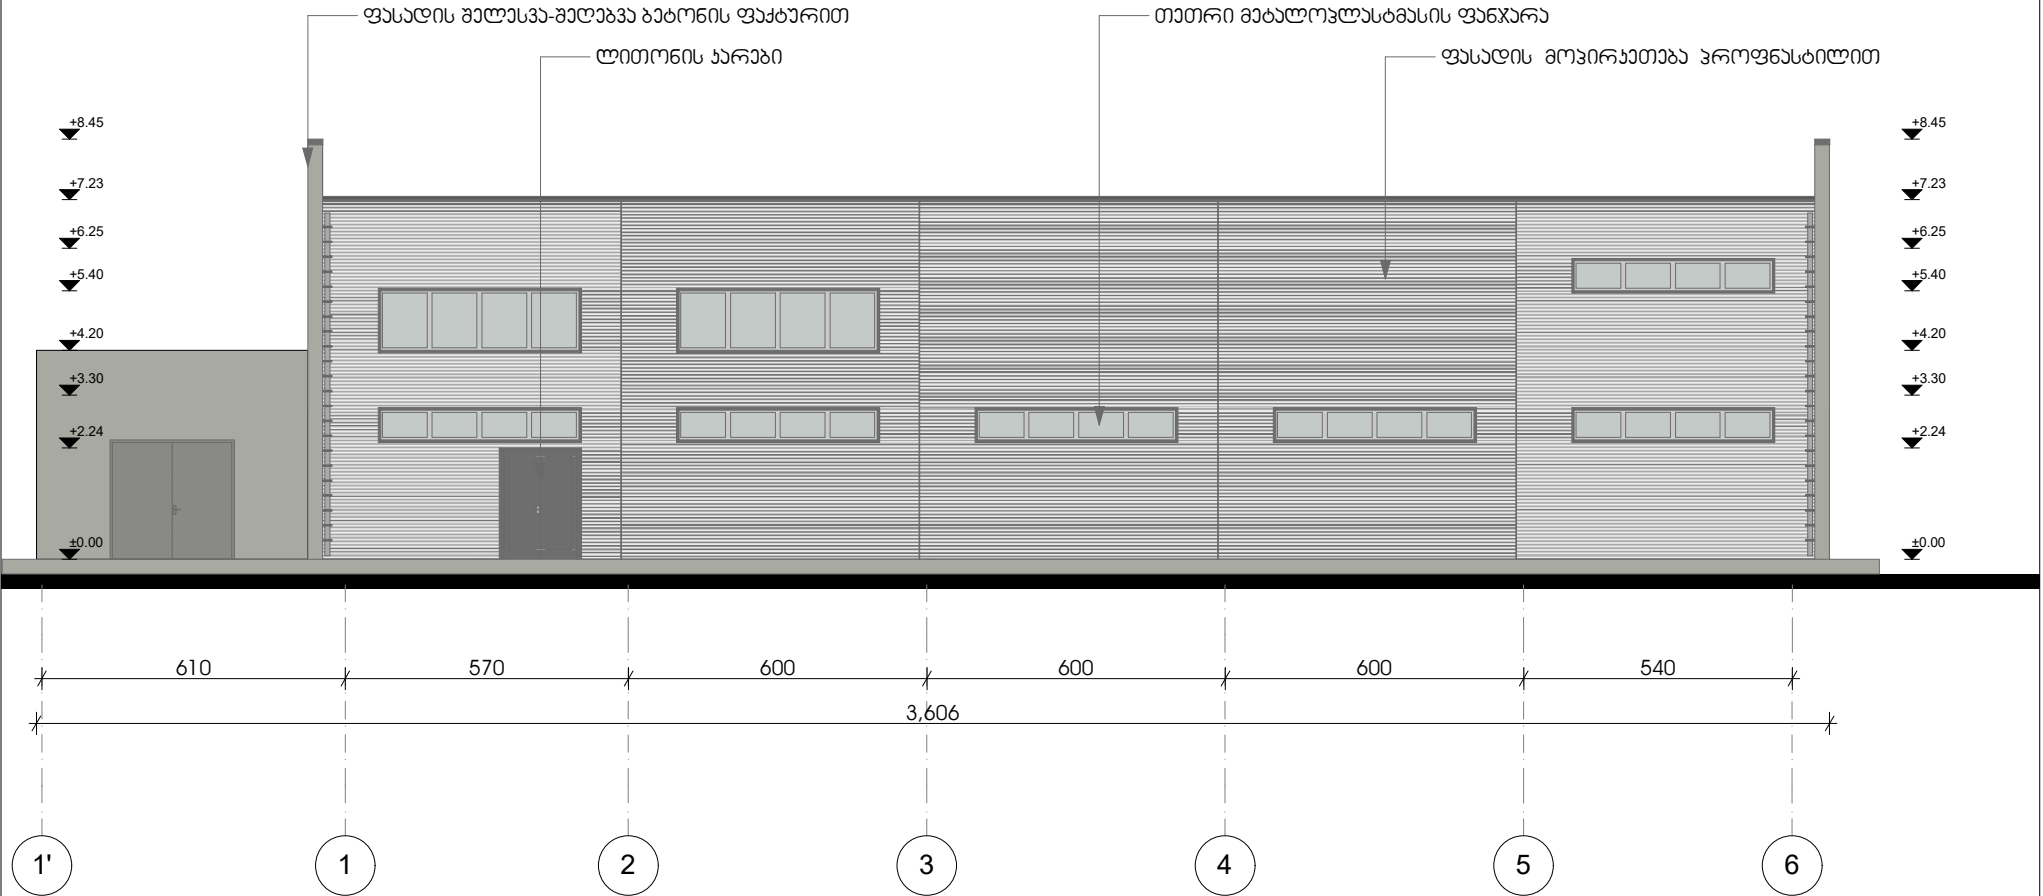 ფასადის შელესვა-შეღებვა ბეტონის ფაქტურით
თეთრი მეტალოპლასტმასის ფანჯარა
ლითონის კარები
ფასადის მოპირკეთება პროფნასტილით
+8.45
+7.23
+6.25
+5.40
+4.20
+3.30
+2.24
±0.00
+8.45
+7.23
+6.25
+5.40
+4.20
+3.30
+2.24
±0.00
610 570 600 600 600 540
3,606
1' 1 2 3 4 5 6